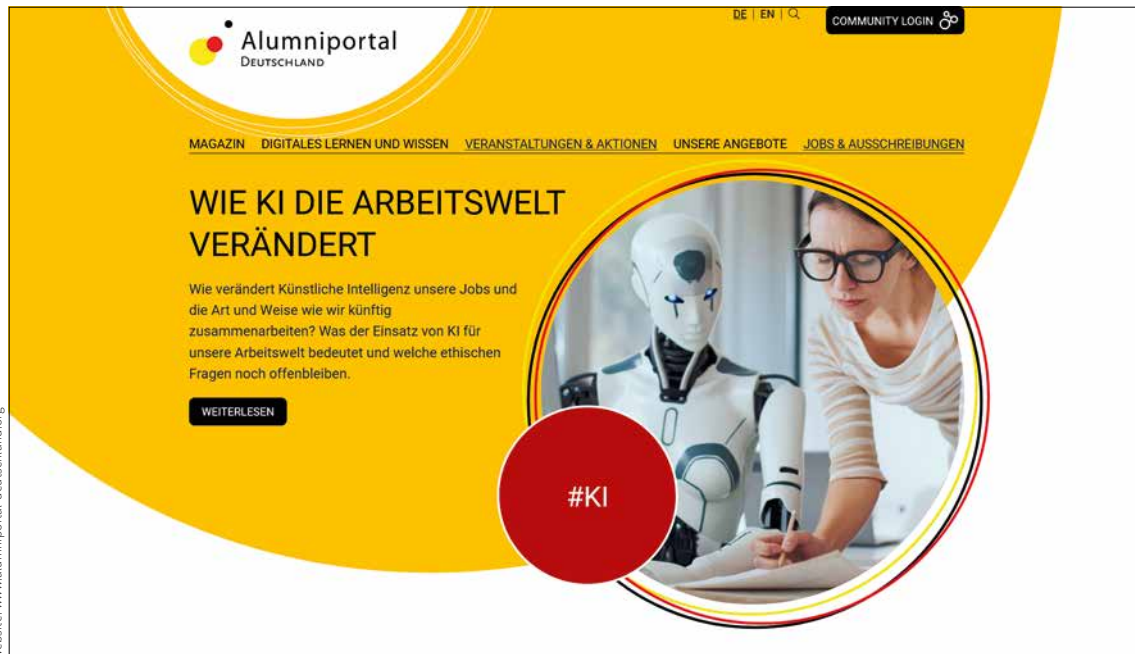 Alumniportal
DEUTSCHLAND
DE | EN |
COMMUNITY LOGIN
MAGAZIN DIGITALES LERNEN UND WISSEN VERANSTALTUNGEN & AKTIONEN UNSERE ANGEBOTE JOBS & AUSSCHREIBUNGEN
WIE KI DIE ARBEITSWELT
VERÄNDERT
Wie verändert Künstliche Intelligenz unsere Jobs und
die Art und Weise wie wir künftig
zusammenarbeiten? Was der Einsatz von KI für
unsere Arbeitswelt bedeutet und welche ethischen
Fragen noch offenbleiben.
WEITERLESEN
#KI